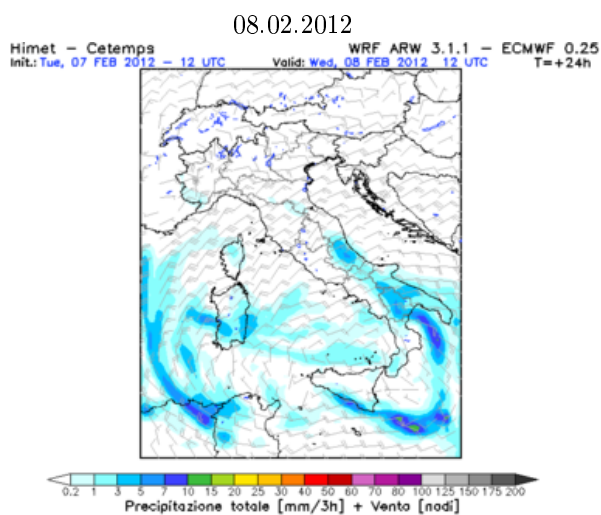 08.02.2012
Himet – Cetemps WRF ARW 3.1.1 – ECMWF 0.25
Init.: Tue, 07 FEB 2012 – 12 UTC Valid: Wed, 08 FEB 2012 12 UTC T=+24h
0.2 1 3 5 7 10 15 20 25 30 40 50 60 70 80 100 125 150 175 200
Precipitazione totale [mm/3h] + Vento [nodi]